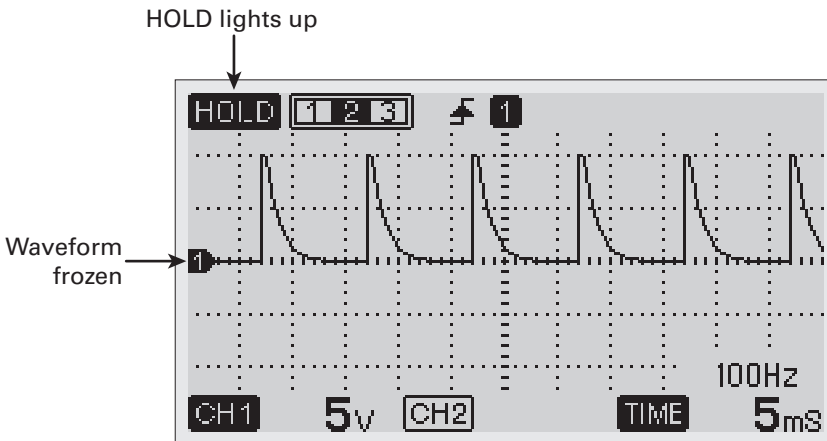 HOLD lights up
HOLD 1 2 3 1
Waveform
frozen
1
100Hz
CH1 5V CH2 TIME 5mS